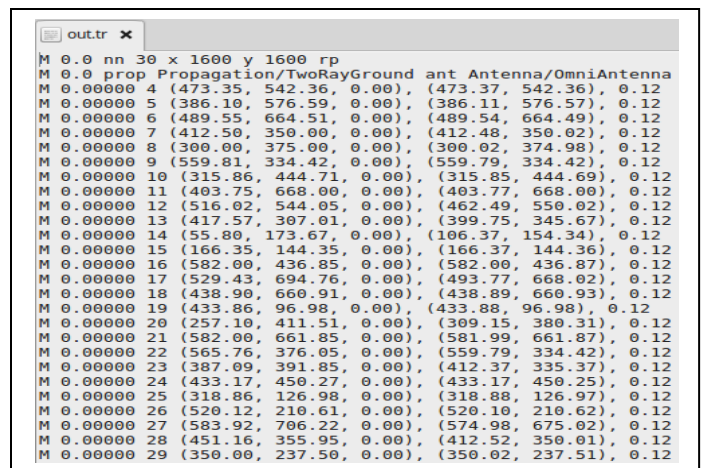 out.tr ×
M 0.0 nn 30 x 1600 y 1600 rp
M 0.0 prop Propagation/TwoRayGround ant Antenna/OmniAntenna
M 0.00000 4 (473.35, 542.36, 0.00), (473.37, 542.36), 0.12
M 0.00000 5 (386.10, 576.59, 0.00), (386.11, 576.57), 0.12
M 0.00000 6 (489.55, 664.51, 0.00), (489.54, 664.49), 0.12
M 0.00000 7 (412.50, 350.00, 0.00), (412.48, 350.02), 0.12
M 0.00000 8 (300.00, 375.00, 0.00), (300.02, 374.98), 0.12
M 0.00000 9 (559.81, 334.42, 0.00), (559.79, 334.42), 0.12
M 0.00000 10 (315.86, 444.71, 0.00), (315.85, 444.69), 0.12
M 0.00000 11 (403.75, 668.00, 0.00), (403.77, 668.00), 0.12
M 0.00000 12 (516.02, 544.05, 0.00), (462.49, 550.02), 0.12
M 0.00000 13 (417.57, 307.01, 0.00), (399.75, 345.67), 0.12
M 0.00000 14 (55.80, 173.67, 0.00), (106.37, 154.34), 0.12
M 0.00000 15 (166.35, 144.35, 0.00), (166.37, 144.36), 0.12
M 0.00000 16 (582.00, 436.85, 0.00), (582.00, 436.87), 0.12
M 0.00000 17 (529.43, 694.76, 0.00), (493.77, 668.02), 0.12
M 0.00000 18 (438.90, 660.91, 0.00), (438.89, 660.93), 0.12
M 0.00000 19 (433.86, 96.98, 0.00), (433.88, 96.98), 0.12
M 0.00000 20 (257.10, 411.51, 0.00), (309.15, 380.31), 0.12
M 0.00000 21 (582.00, 661.85, 0.00), (581.99, 661.87), 0.12
M 0.00000 22 (565.76, 376.05, 0.00), (559.79, 334.42), 0.12
M 0.00000 23 (387.09, 391.85, 0.00), (412.37, 335.37), 0.12
M 0.00000 24 (433.17, 450.27, 0.00), (433.17, 450.25), 0.12
M 0.00000 25 (318.86, 126.98, 0.00), (318.88, 126.97), 0.12
M 0.00000 26 (520.12, 210.61, 0.00), (520.10, 210.62), 0.12
M 0.00000 27 (583.92, 706.22, 0.00), (574.98, 675.02), 0.12
M 0.00000 28 (451.16, 355.95, 0.00), (412.52, 350.01), 0.12
M 0.00000 29 (350.00, 237.50, 0.00), (350.02, 237.51), 0.12